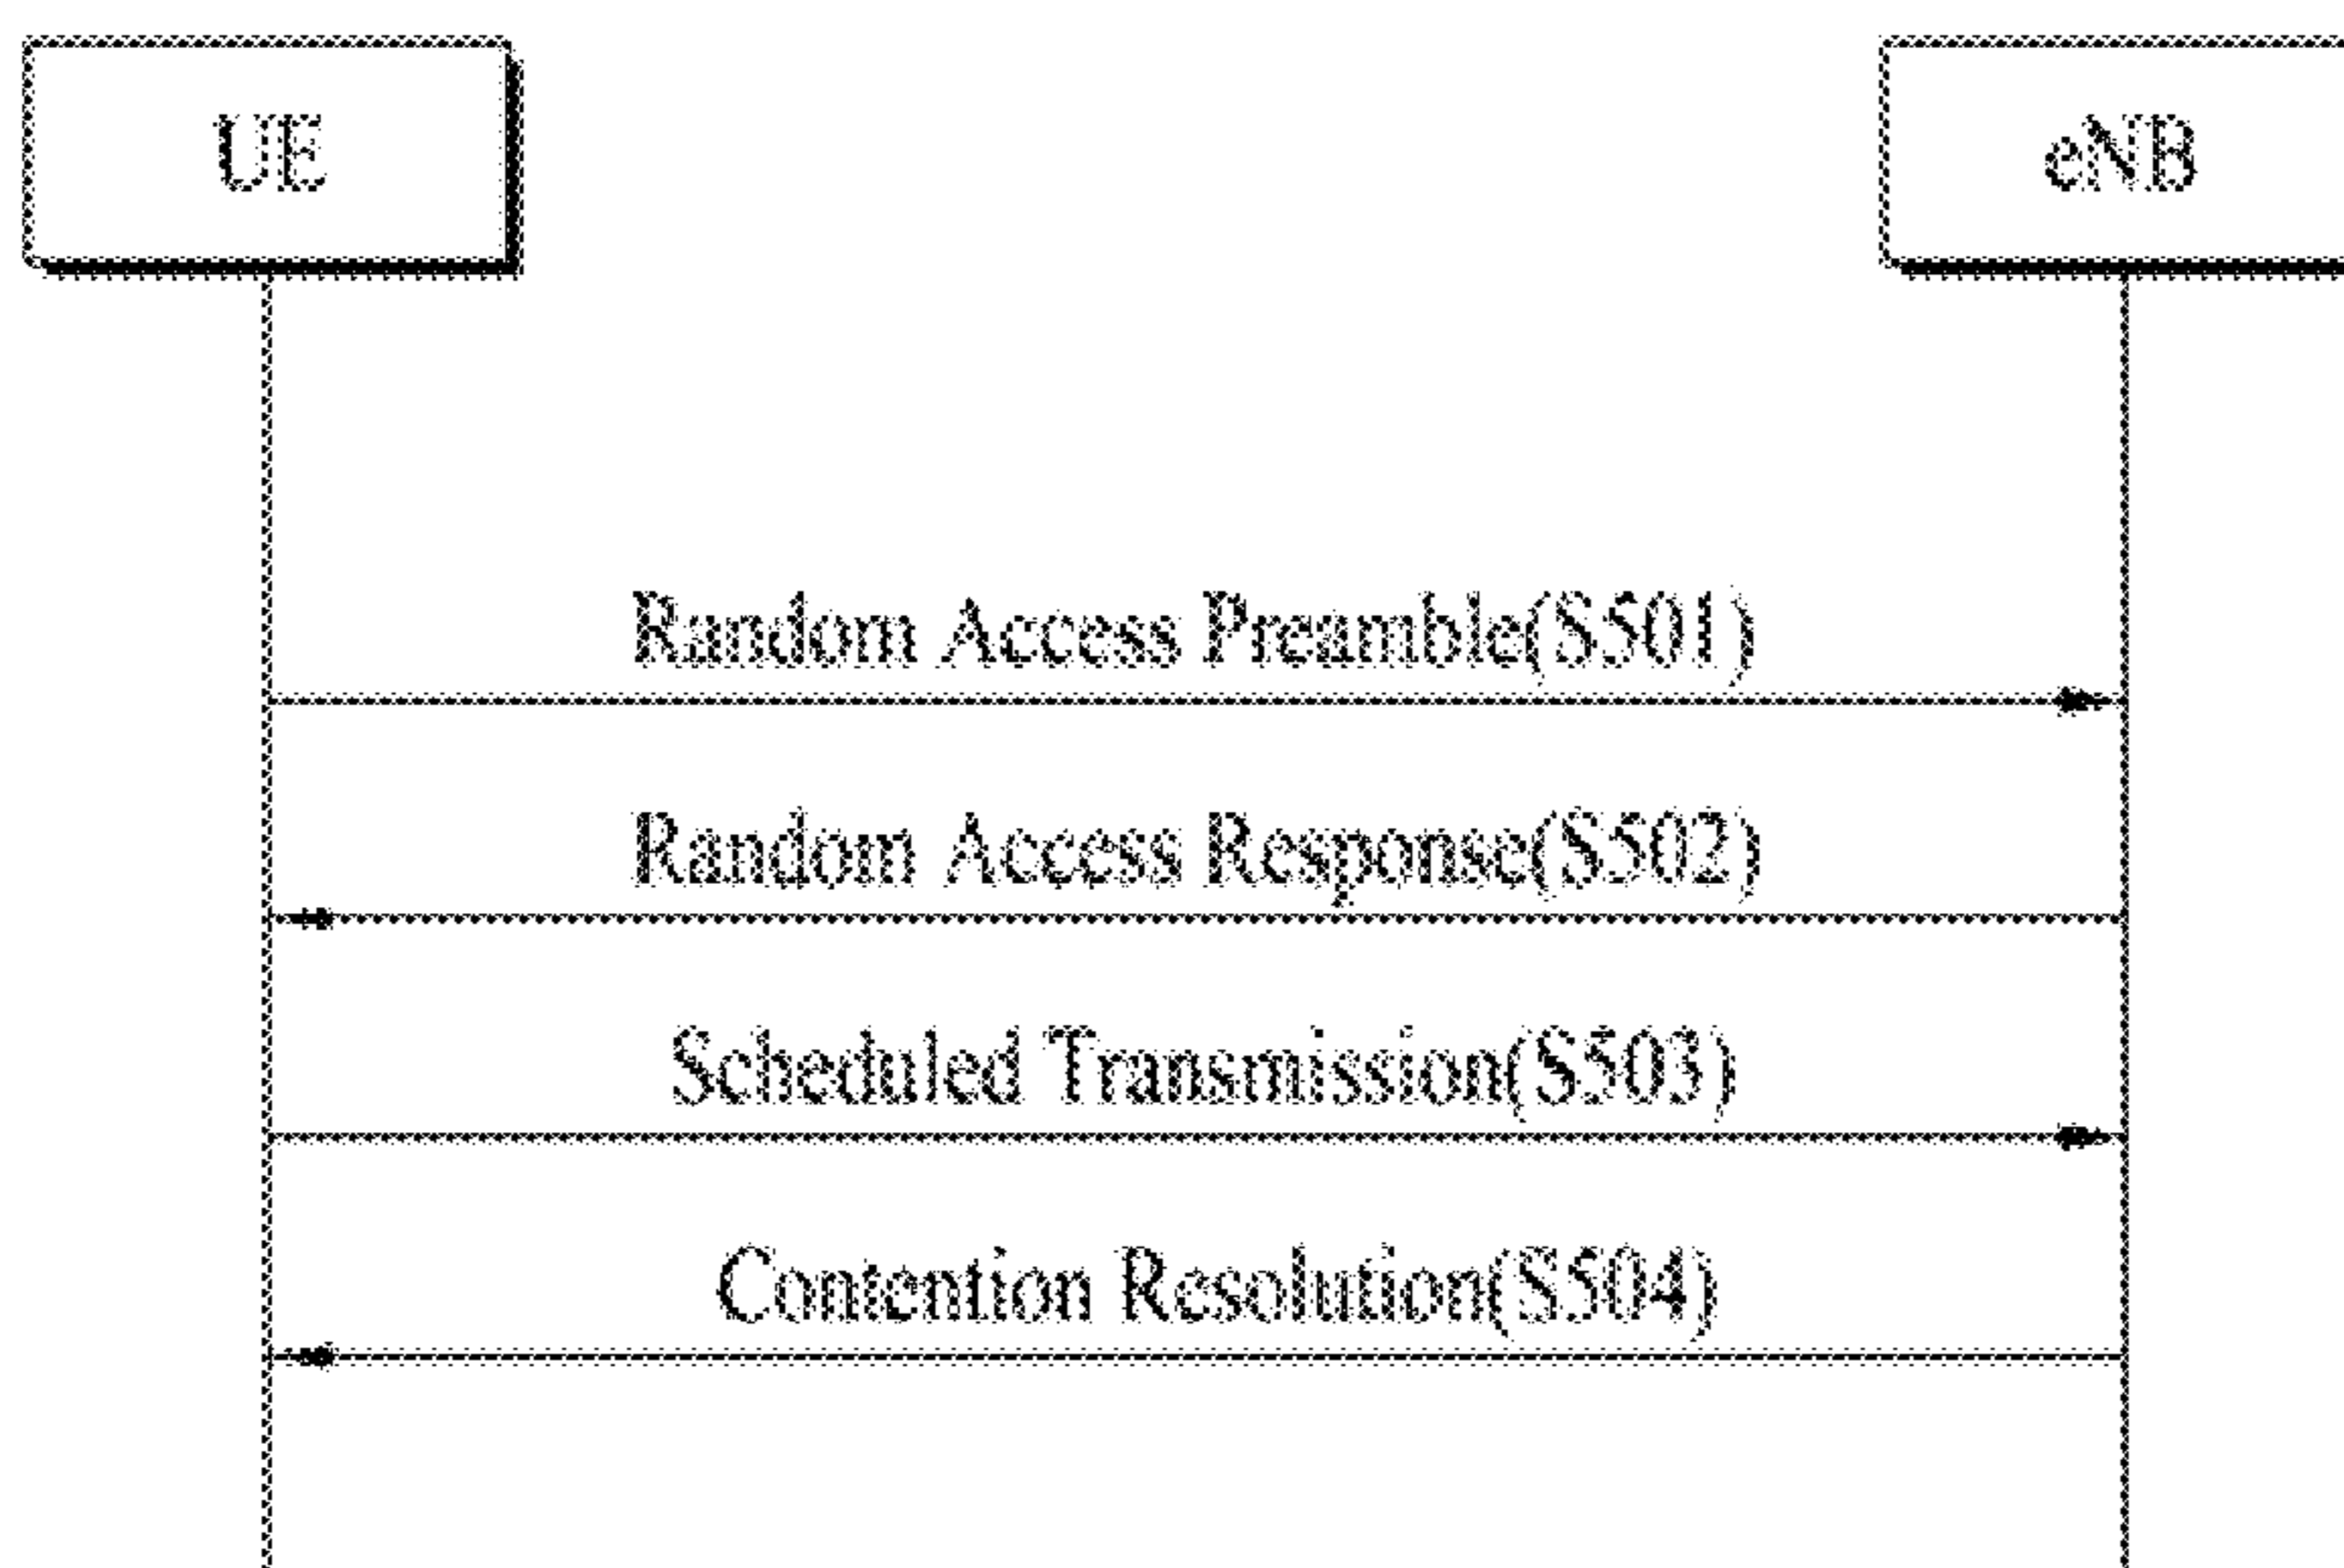 UE
eNB
Random Access Preamble(S501)
Random Access Response(S502)
Scheduled Transmission(S503)
Contention Resolution(S504)